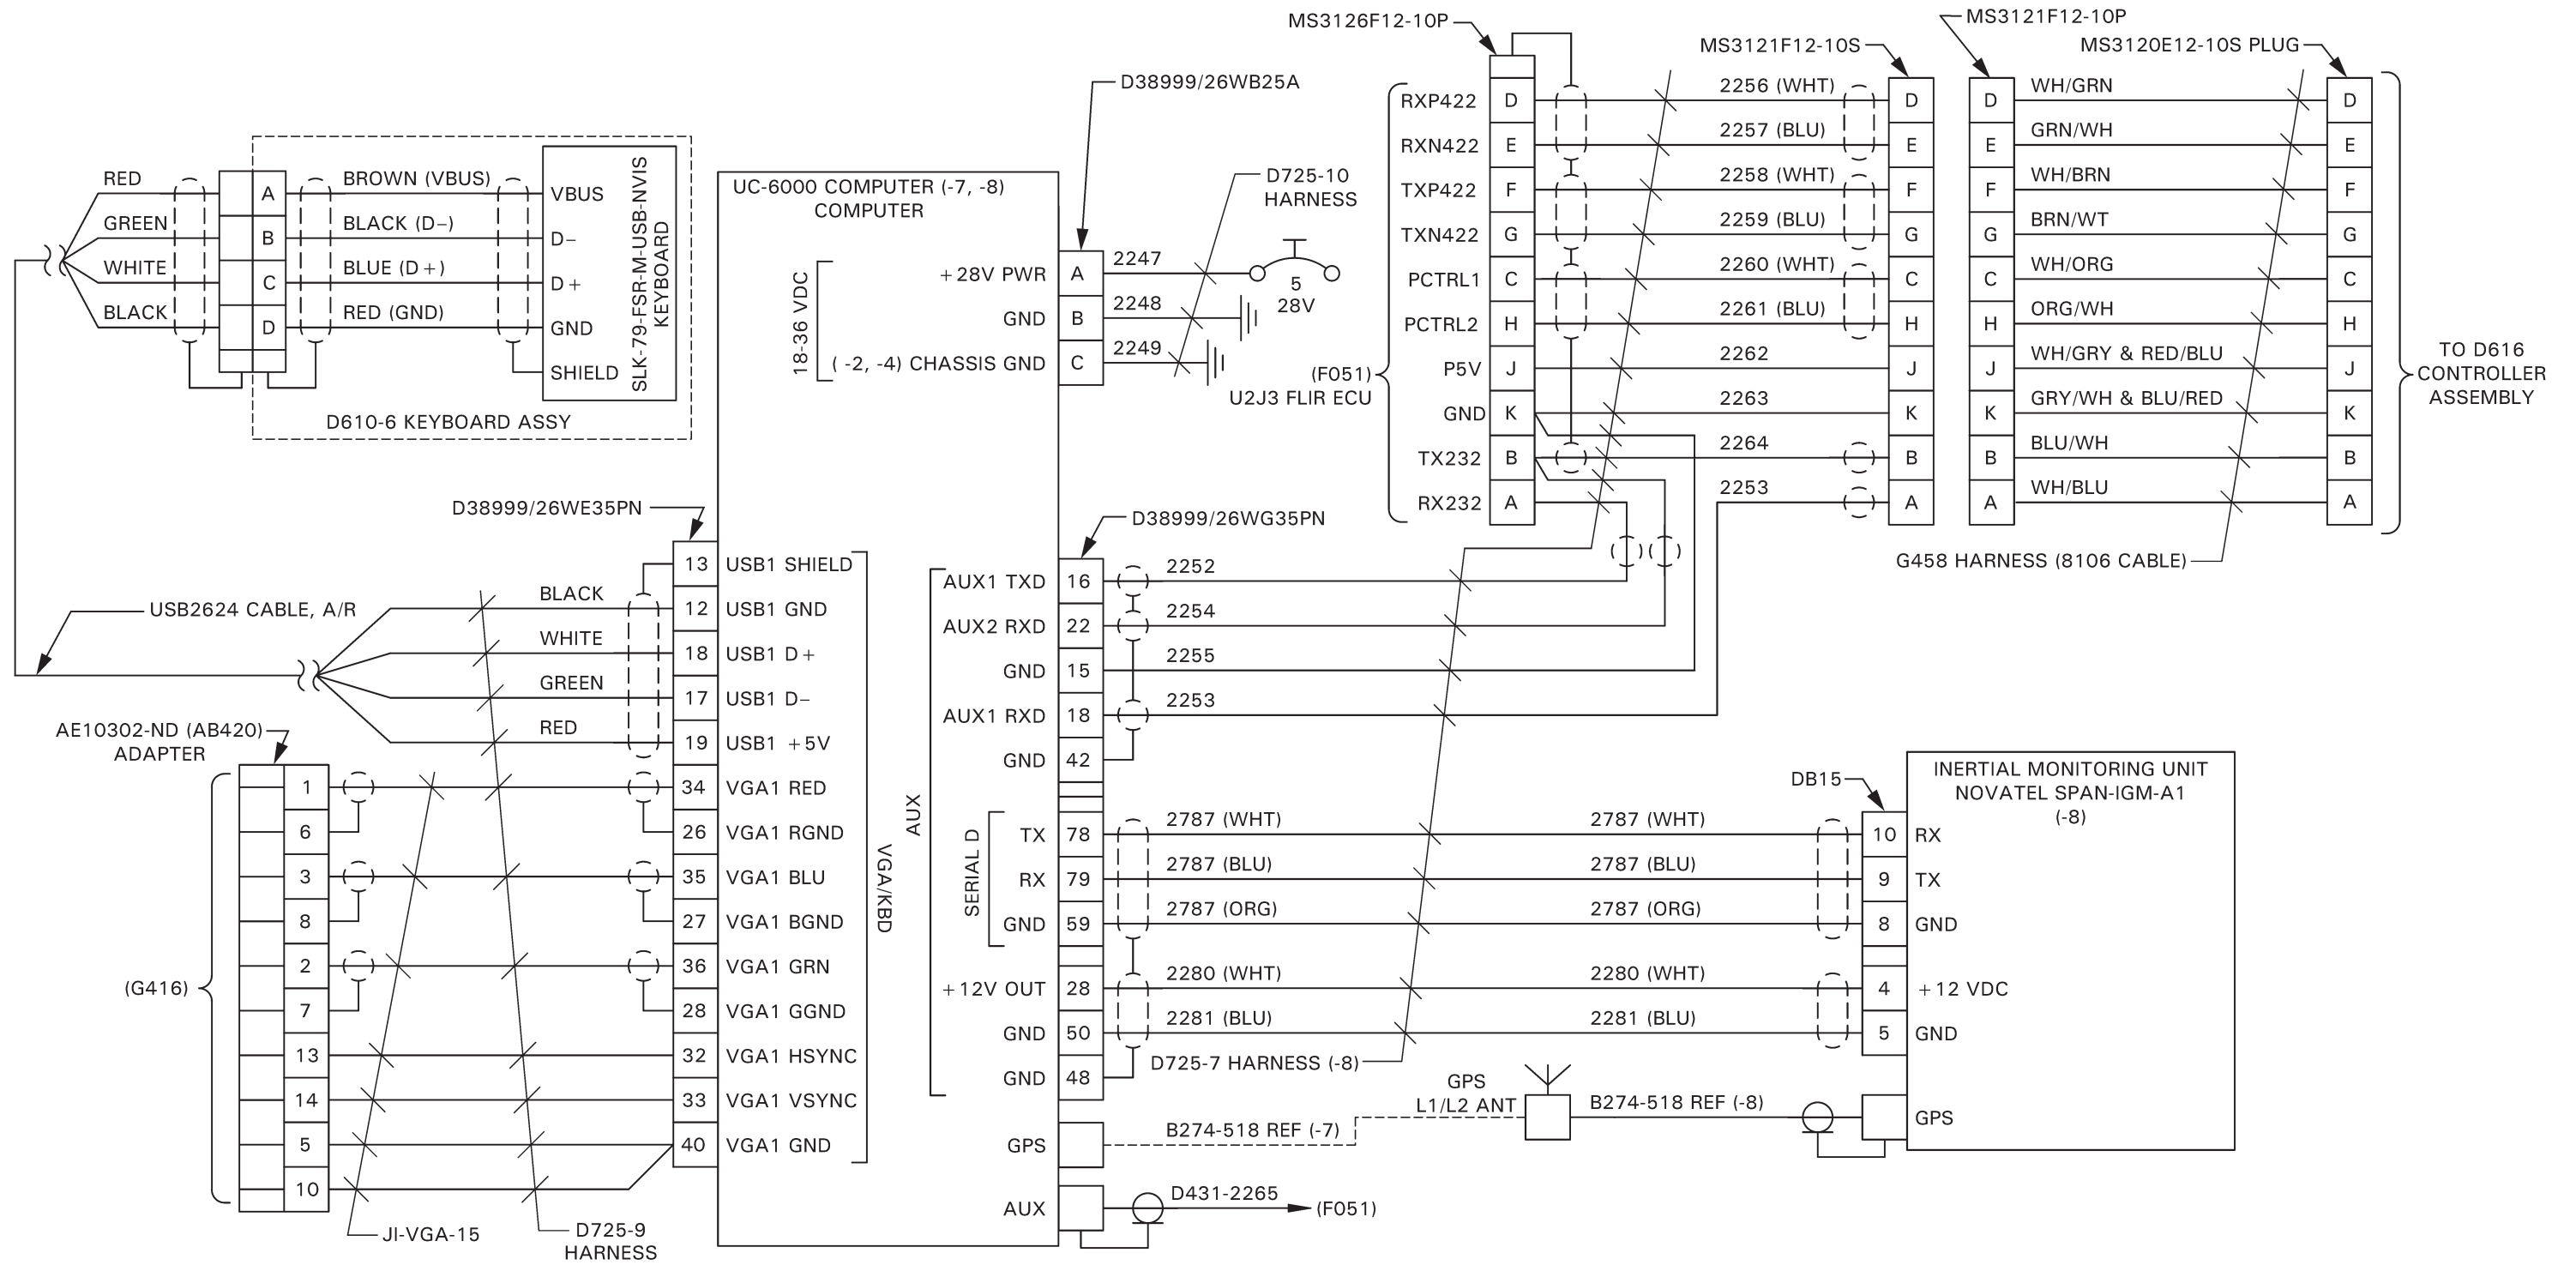 MS3126F12-10P
MS3121F12-10P
MS3121F12-10S
MS3120E12-10S PLUG
D38999/26WB25A
RED
GREEN
WHITE
BLACK
A
B
C
D
BROWN (VBUS)
BLACK (D–)
BLUE (D+)
RED (GND)
VBUS
D–
D+
GND
SHIELD
SLK-79-FSR-M-USB-NVIS
KEYBOARD
D610-6 KEYBOARD ASSY
UC-6000 COMPUTER (-7, -8)
COMPUTER
18-36 VDC
+28V PWR A 2247
GND B 2248
( -2, -4) CHASSIS GND C 2249
D725-10
HARNESS
5
28V
(F051)
U2J3 FLIR ECU
RXP422 D 2256 (WHT) D D WH/GRN D
RXN422 E 2257 (BLU) E E GRN/WH E
TXP422 F 2258 (WHT) F F WH/BRN F
TXN422 G 2259 (BLU) G G BRN/WT G
PCTRL1 C 2260 (WHT) C C WH/ORG C
PCTRL2 H 2261 (BLU) H H ORG/WH H
P5V J 2262 J J WH/GRY & RED/BLU J
GND K 2263 K K GRY/WH & BLU/RED K
TX232 B 2264 B B BLU/WH B
RX232 A 2253 A A WH/BLU A
TO D616
CONTROLLER
ASSEMBLY
G458 HARNESS (8106 CABLE)
D38999/26WE35PN
D38999/26WG35PN
USB2624 CABLE, A/R
13 USB1 SHIELD
BLACK 12 USB1 GND
WHITE 18 USB1 D+
GREEN 17 USB1 D–
RED 19 USB1 +5V
AE10302-ND (AB420)
ADAPTER
(G416)
1 34 VGA1 RED
6 26 VGA1 RGND
3 35 VGA1 BLU
8 27 VGA1 BGND
2 36 VGA1 GRN
7 28 VGA1 GGND
13 32 VGA1 HSYNC
14 33 VGA1 VSYNC
5 40 VGA1 GND
10
VGA/KBD
JI-VGA-15
D725-9
HARNESS
AUX
AUX1 TXD 16 2252
AUX2 RXD 22 2254
GND 15 2255
AUX1 RXD 18 2253
GND 42
SERIAL D
TX 78 2787 (WHT) 2787 (WHT) 10 RX
RX 79 2787 (BLU) 2787 (BLU) 9 TX
GND 59 2787 (ORG) 2787 (ORG) 8 GND
+12V OUT 28 2280 (WHT) 2280 (WHT) 4 +12 VDC
GND 50 2281 (BLU) 2281 (BLU) 5 GND
GND 48
D725-7 HARNESS (-8)
DB15
INERTIAL MONITORING UNIT
NOVATEL SPAN-IGM-A1
(-8)
GPS
L1/L2 ANT
GPS B274-518 REF (-7)
B274-518 REF (-8) GPS
AUX D431-2265 (F051)